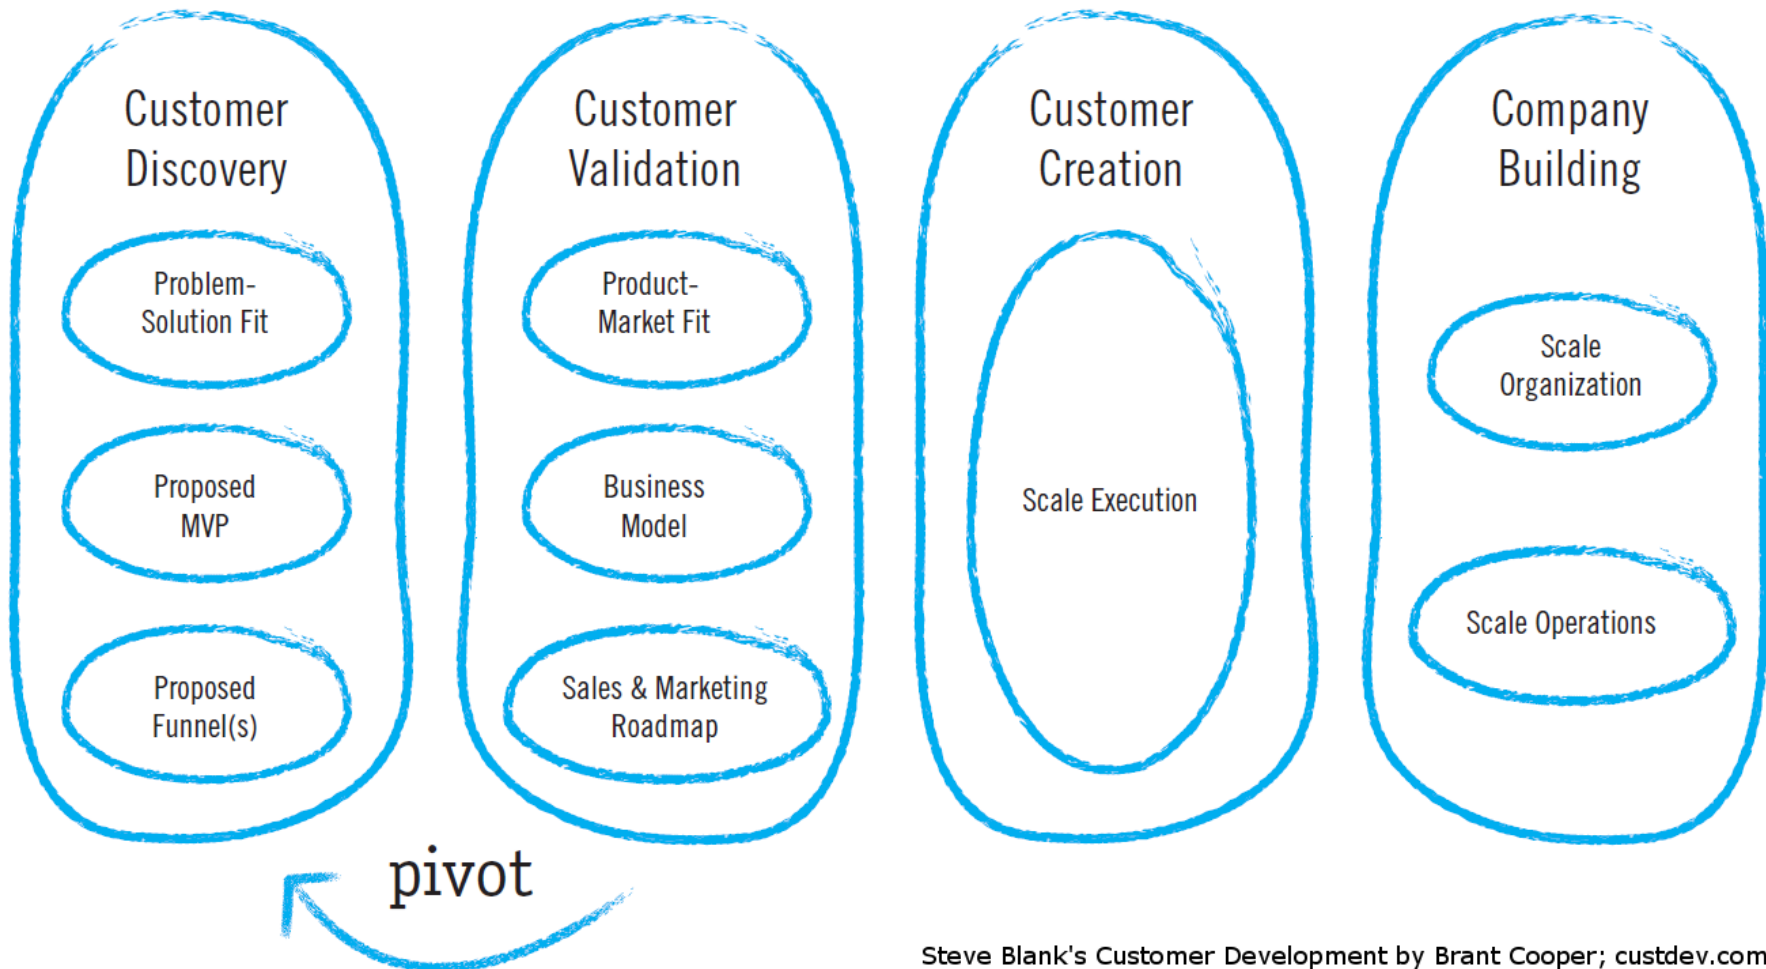 Customer
Discovery
Problem-
Solution Fit
Proposed
MVP
Proposed
Funnel(s)
Customer
Validation
Product-
Market Fit
Business
Model
Sales & Marketing
Roadmap
Customer
Creation
Scale Execution
Company
Building
Scale
Organization
Scale Operations
pivot
Steve Blank's Customer Development by Brant Cooper; custdev.com